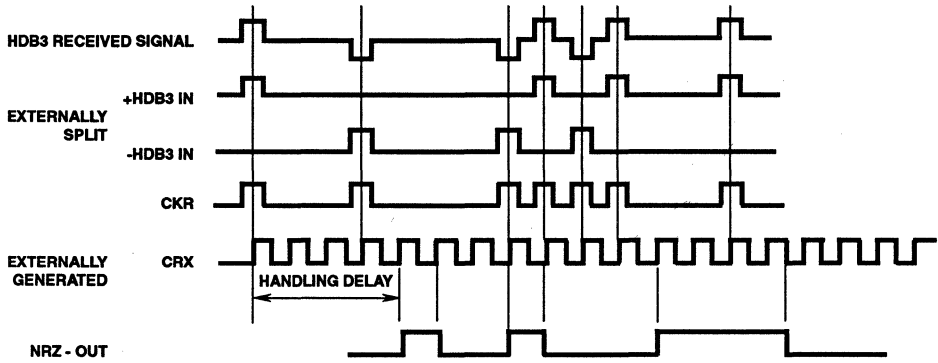 HDB3 RECEIVED SIGNAL
+HDB3 IN
EXTERNALLY
SPLIT
-HDB3 IN
CKR
EXTERNALLY
GENERATED
CRX
HANDLING DELAY
NRZ - OUT